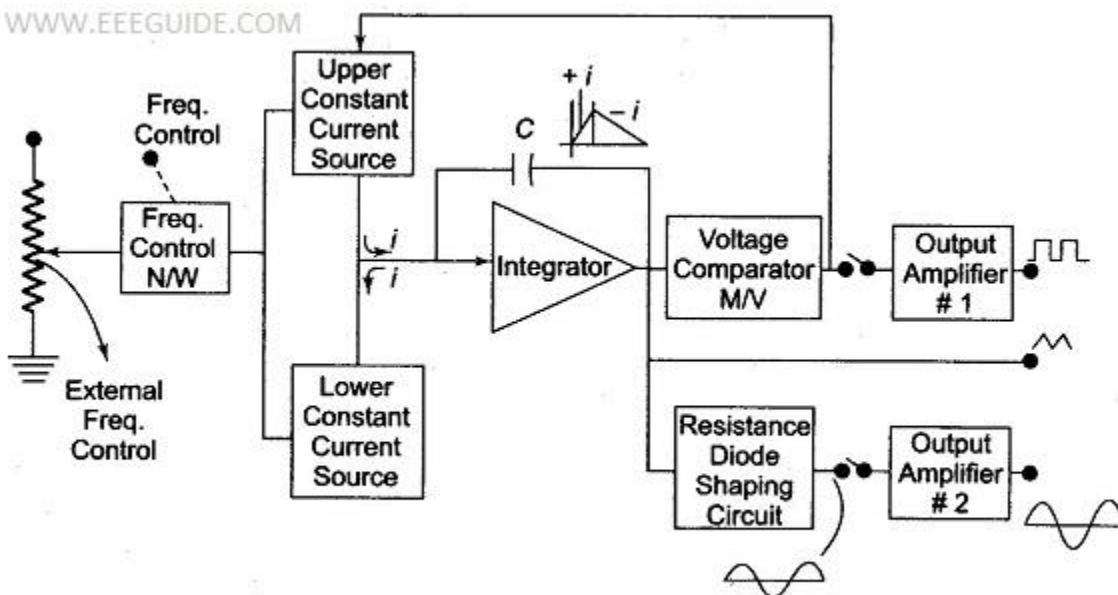 WWW.EEEGUIDE.COM
Freq.
Control
Freq.
Control
N/W
External
Freq.
Control
Upper
Constant
Current
Source
i
i
Lower
Constant
Current
Source
C
+ i
– i
Integrator
Voltage
Comparator
M/V
Output
Amplifier
# 1
Resistance
Diode
Shaping
Circuit
Output
Amplifier
# 2